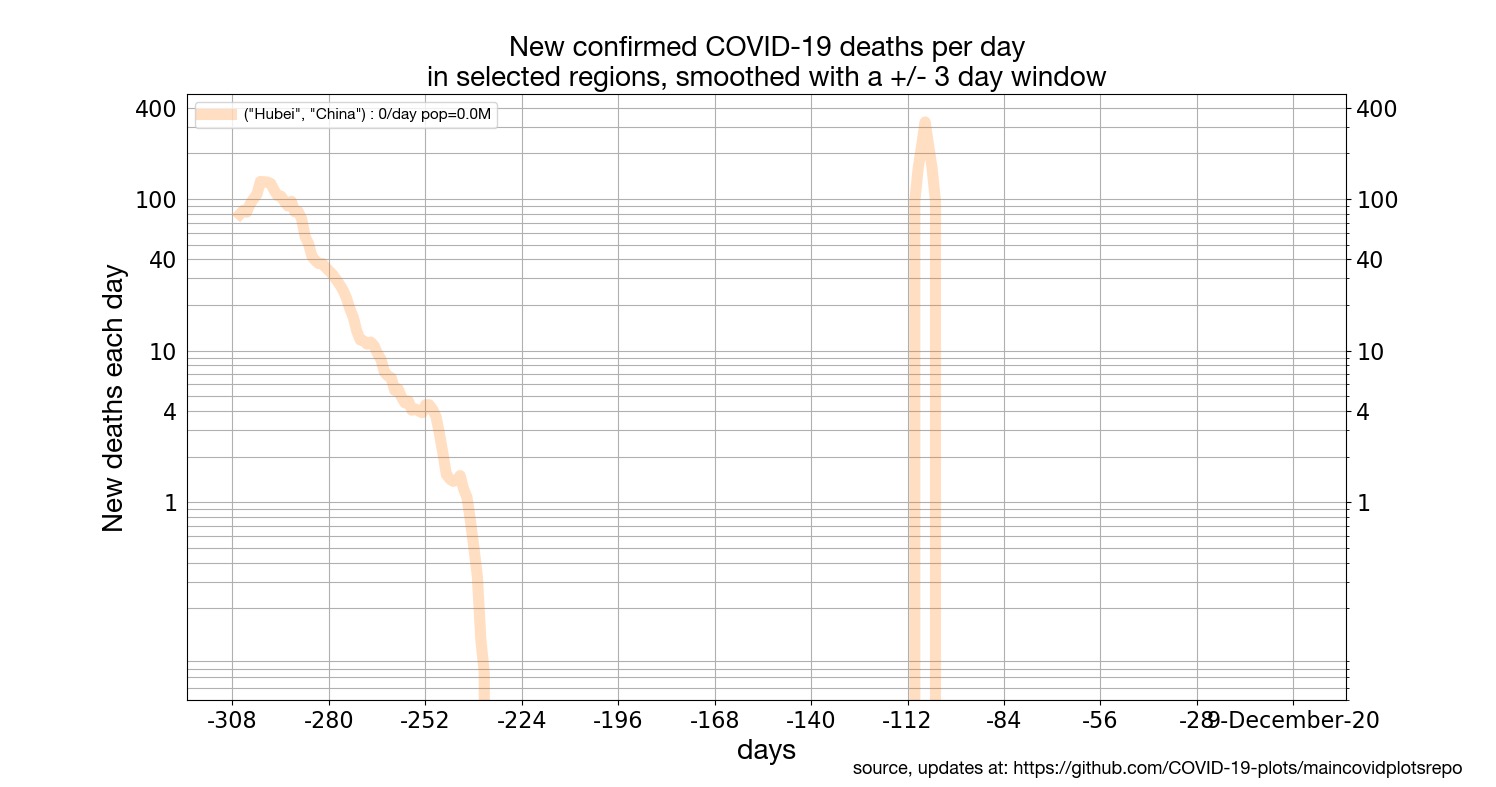 New confirmed COVID-19 deaths per day
in selected regions, smoothed with a +/- 3 day window
("Hubei", "China") : 0/day pop=0.0M
New deaths each day
400
100
40
10
4
1
400
100
40
10
4
1
-308 -280 -252 -224 -196 -168 -140 -112 -84 -56 -28 9-December-20
days
source, updates at: https://github.com/COVID-19-plots/maincovidplotsrepo